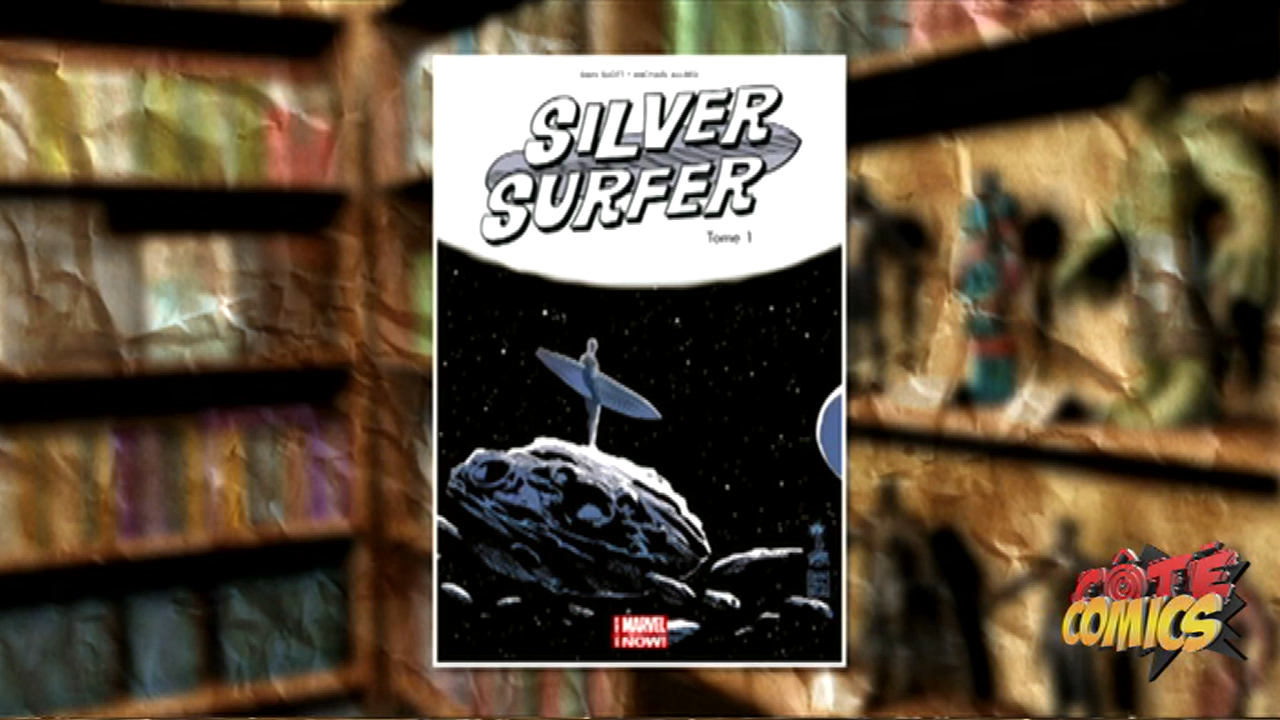 SILVER
SURFER
Tome 1
MARVEL
NOW!
CÔTÉ
COMICS